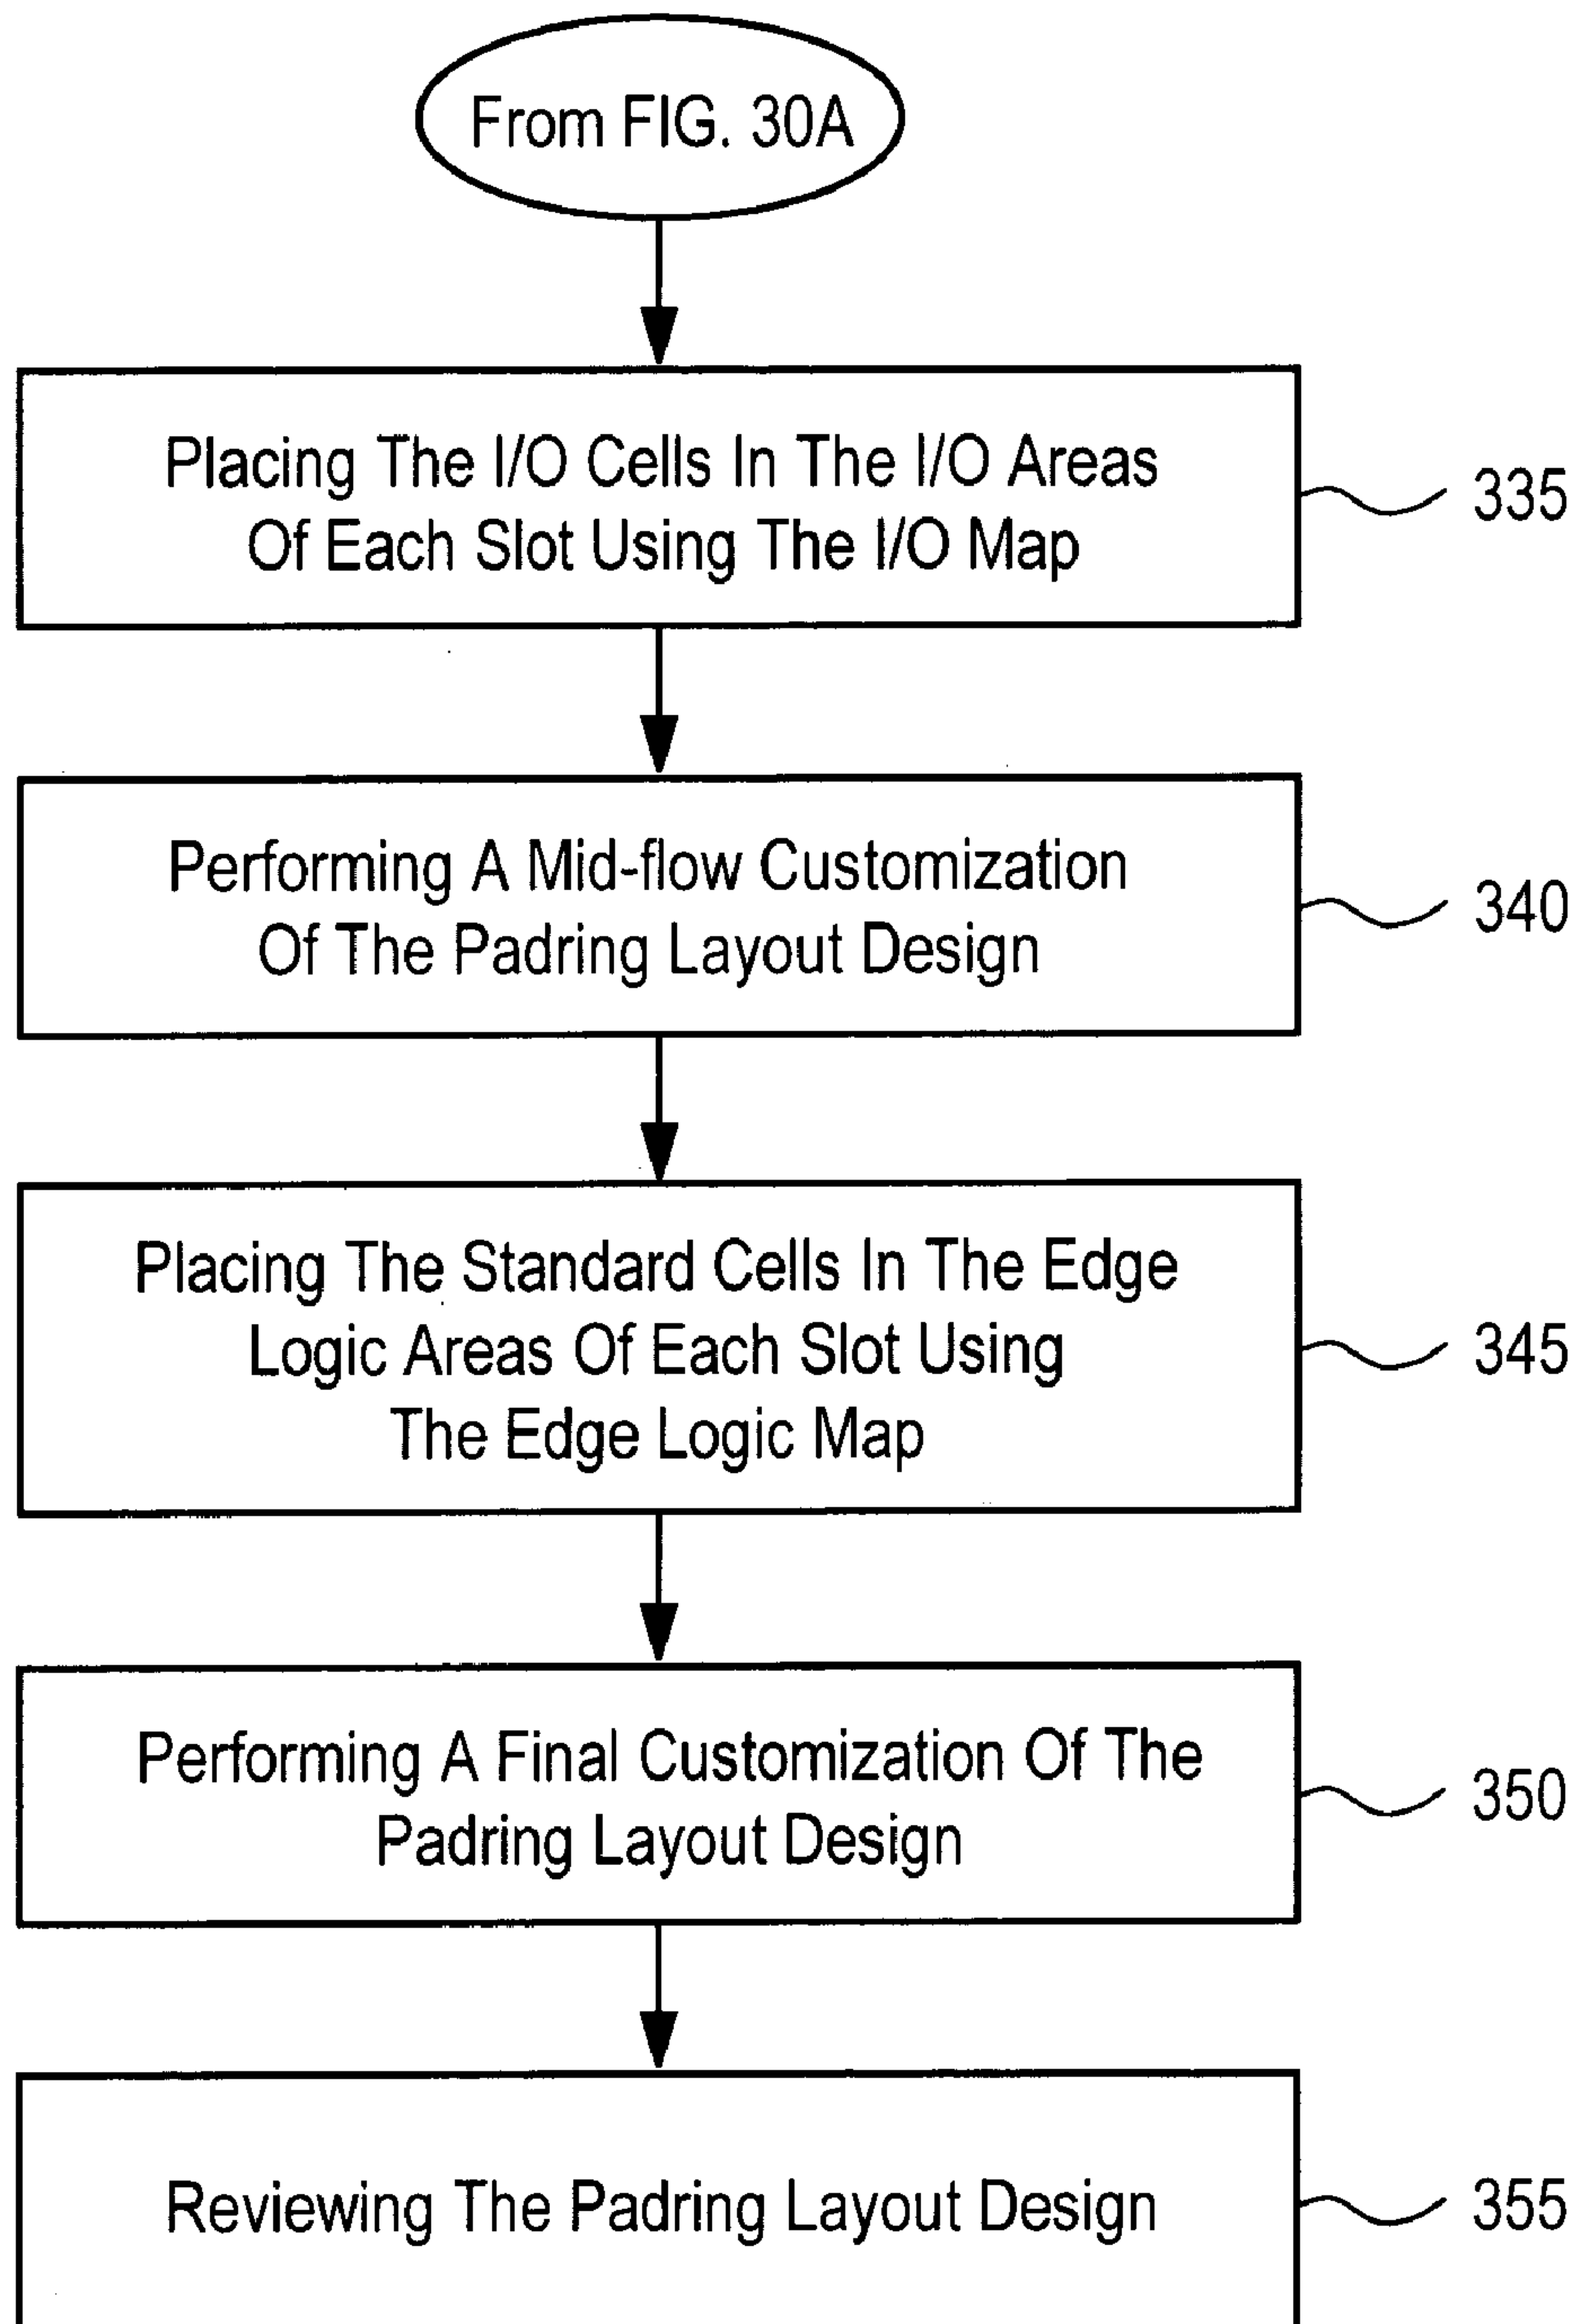 From FIG. 30A
Placing The I/O Cells In The I/O Areas
Of Each Slot Using The I/O Map
335
Performing A Mid-flow Customization
Of The Padring Layout Design
340
Placing The Standard Cells In The Edge
Logic Areas Of Each Slot Using
The Edge Logic Map
345
Performing A Final Customization Of The
Padring Layout Design
350
Reviewing The Padring Layout Design
355